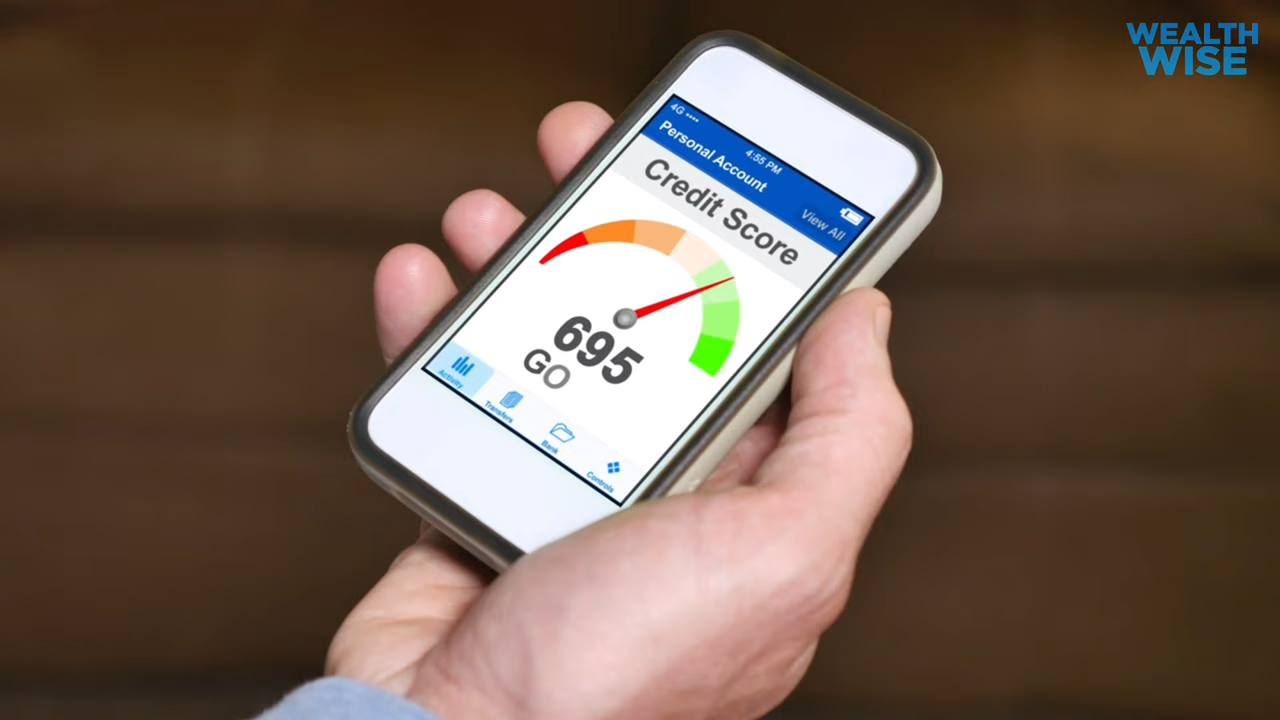 WEALTH
WISE
4G
4:55 PM
Personal Account
View All
Credit Score
695
GO
Activity
Transfers
Bank
Controls